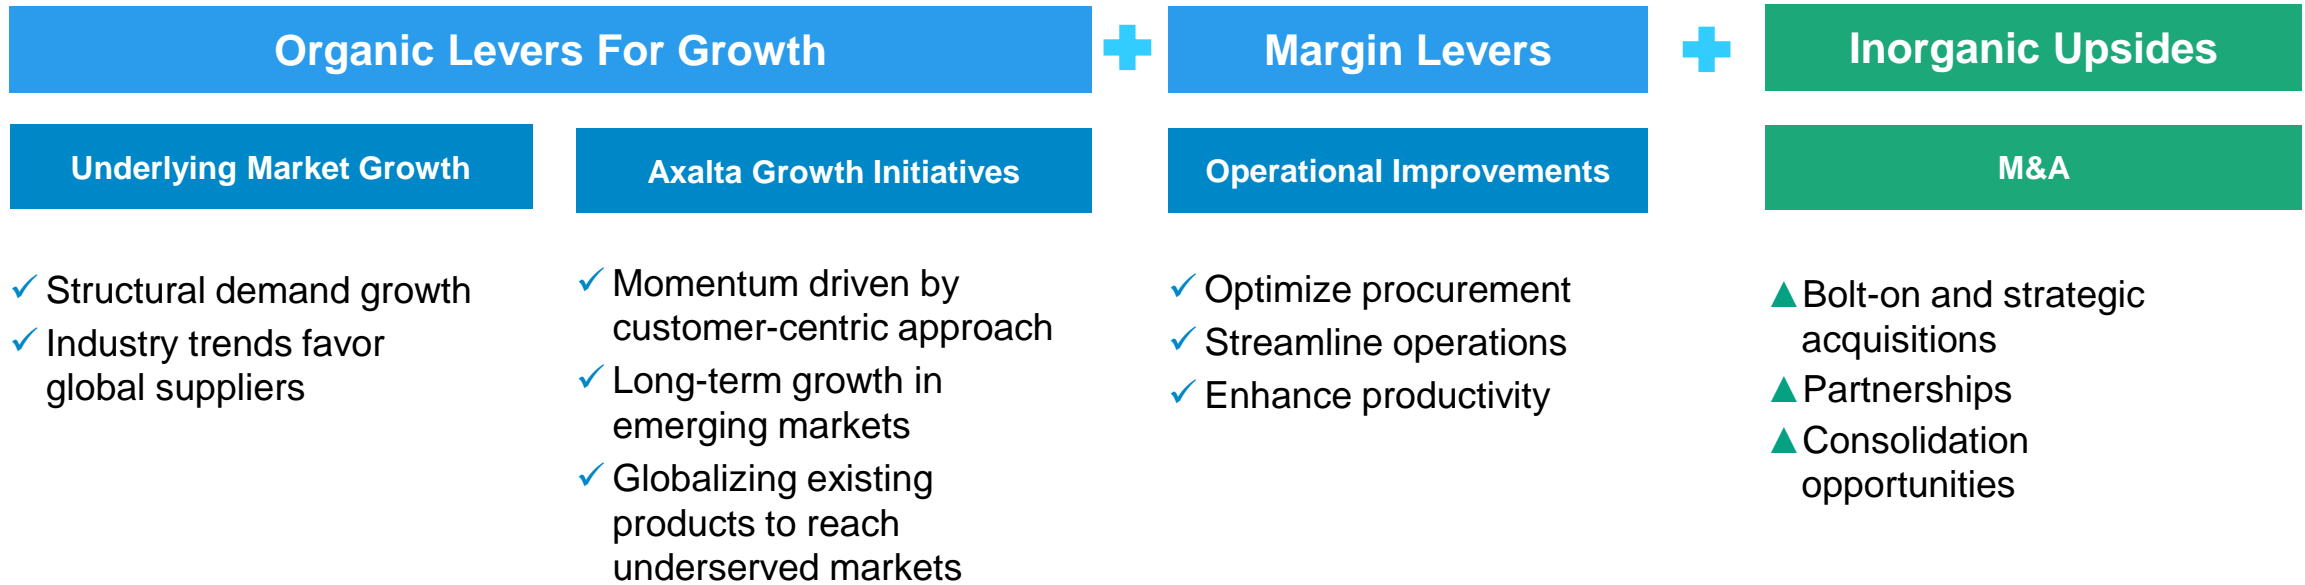 Organic Levers For Growth
Margin Levers
Inorganic Upsides
Underlying Market Growth
Axalta Growth Initiatives
Operational Improvements
M&A
Structural demand growth
Industry trends favor
global suppliers
Momentum driven by
customer-centric approach
Long-term growth in
emerging markets
Globalizing existing
products to reach
underserved markets
Optimize procurement
Streamline operations
Enhance productivity
Bolt-on and strategic
acquisitions
Partnerships
Consolidation
opportunities